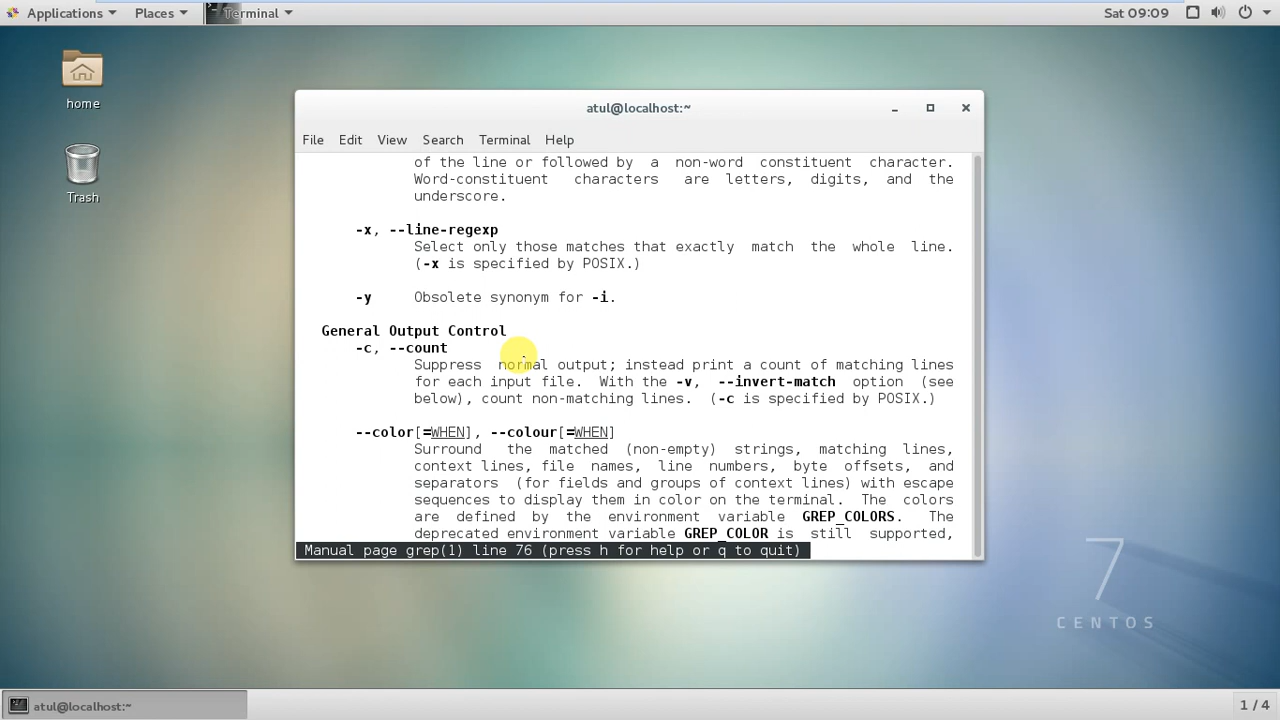 Applications Places Terminal Sat 09:09
home
Trash
atul@localhost:~
File Edit View Search Terminal Help
of the line or followed by a non-word constituent character.
Word-constituent characters are letters, digits, and the
underscore.
-x, --line-regexp
Select only those matches that exactly match the whole line.
(-x is specified by POSIX.)
-y Obsolete synonym for -i.
General Output Control
-c, --count
Suppress normal output; instead print a count of matching lines
for each input file. With the -v, --invert-match option (see
below), count non-matching lines. (-c is specified by POSIX.)
--color[=WHEN], --colour[=WHEN]
Surround the matched (non-empty) strings, matching lines,
context lines, file names, line numbers, byte offsets, and
separators (for fields and groups of context lines) with escape
sequences to display them in color on the terminal. The colors
are defined by the environment variable GREP_COLORS. The
deprecated environment variable GREP_COLOR is still supported,
Manual page grep(1) line 76 (press h for help or q to quit)
7
CENTOS
atul@localhost:~ 1 / 4